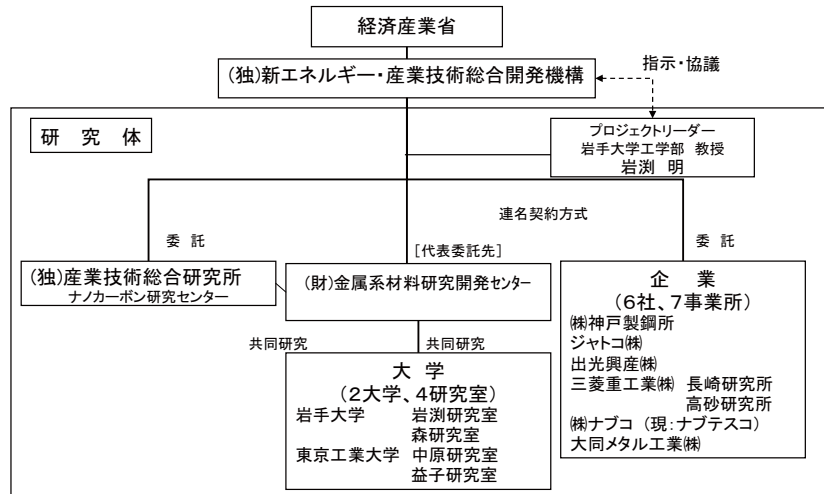 経済産業省
(独)新エネルギー・産業技術総合開発機構
指示・協議
研 究 体
プロジェクトリーダー
岩手大学工学部 教授
岩渕 明
連名契約方式
委 託
[代表委託先]
委 託
(独)産業技術総合研究所
ナノカーボン研究センター
(財)金属系材料研究開発センター
企 業
(6社、7事業所)
㈱神戸製鋼所
ジャトコ㈱
出光興産㈱
三菱重工業㈱ 長崎研究所
高砂研究所
㈱ナブコ (現:ナブテスコ)
大同メタル工業㈱
共同研究
共同研究
大 学
(2大学、4研究室)
岩手大学 岩渕研究室
森研究室
東京工業大学 中原研究室
益子研究室